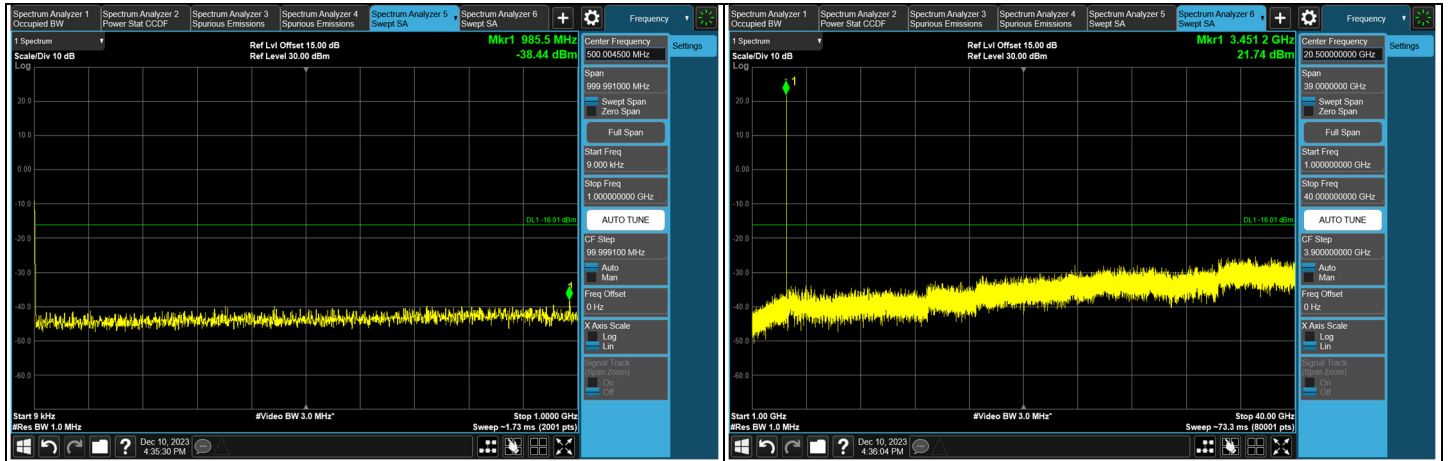 Spectrum Analyzer 1
Occupied BW
Spectrum Analyzer 2
Power Stat CCDF
Spectrum Analyzer 3
Spurious Emissions
Spectrum Analyzer 4
Spurious Emissions
Spectrum Analyzer 5
Swept SA
Spectrum Analyzer 6
Swept SA
Frequency
1 Spectrum
Scale/Div 10 dB
Log
Ref Lvl Offset 15.00 dB
Ref Level 30.00 dBm
Mkr1 985.5 MHz
-38.44 dBm
20.0
10.0
0.00
-10.0
-20.0
-30.0
-40.0
-50.0
-60.0
DL1 -16.01 dBm
1
Start 9 kHz
#Res BW 1.0 MHz
#Video BW 3.0 MHz*
Stop 1.0000 GHz
Sweep ~1.73 ms (2001 pts)
Center Frequency
500.004500 MHz
Span
999.991000 MHz
Swept Span
Zero Span
Full Span
Start Freq
9.000 kHz
Stop Freq
1.000000000 GHz
AUTO TUNE
CF Step
99.999100 MHz
Auto
Man
Freq Offset
0 Hz
X Axis Scale
Log
Lin
Signal Track
(Span Zoom)
On
Off
Settings
?
Dec 10, 2023
4:35:30 PM
Spectrum Analyzer 1
Occupied BW
Spectrum Analyzer 2
Power Stat CCDF
Spectrum Analyzer 3
Spurious Emissions
Spectrum Analyzer 4
Spurious Emissions
Spectrum Analyzer 5
Swept SA
Spectrum Analyzer 6
Swept SA
Frequency
1 Spectrum
Scale/Div 10 dB
Log
Ref Lvl Offset 15.00 dB
Ref Level 30.00 dBm
Mkr1 3.451 2 GHz
21.74 dBm
1
20.0
10.0
0.00
-10.0
-20.0
-30.0
-40.0
-50.0
-60.0
DL1 -16.01 dBm
Start 1.00 GHz
#Res BW 1.0 MHz
#Video BW 3.0 MHz*
Stop 40.00 GHz
Sweep ~73.3 ms (80001 pts)
Center Frequency
20.500000000 GHz
Span
39.0000000 GHz
Swept Span
Zero Span
Full Span
Start Freq
1.000000000 GHz
Stop Freq
40.000000000 GHz
AUTO TUNE
CF Step
3.900000000 GHz
Auto
Man
Freq Offset
0 Hz
X Axis Scale
Log
Lin
Signal Track
(Span Zoom)
On
Off
Settings
?
Dec 10, 2023
4:36:04 PM